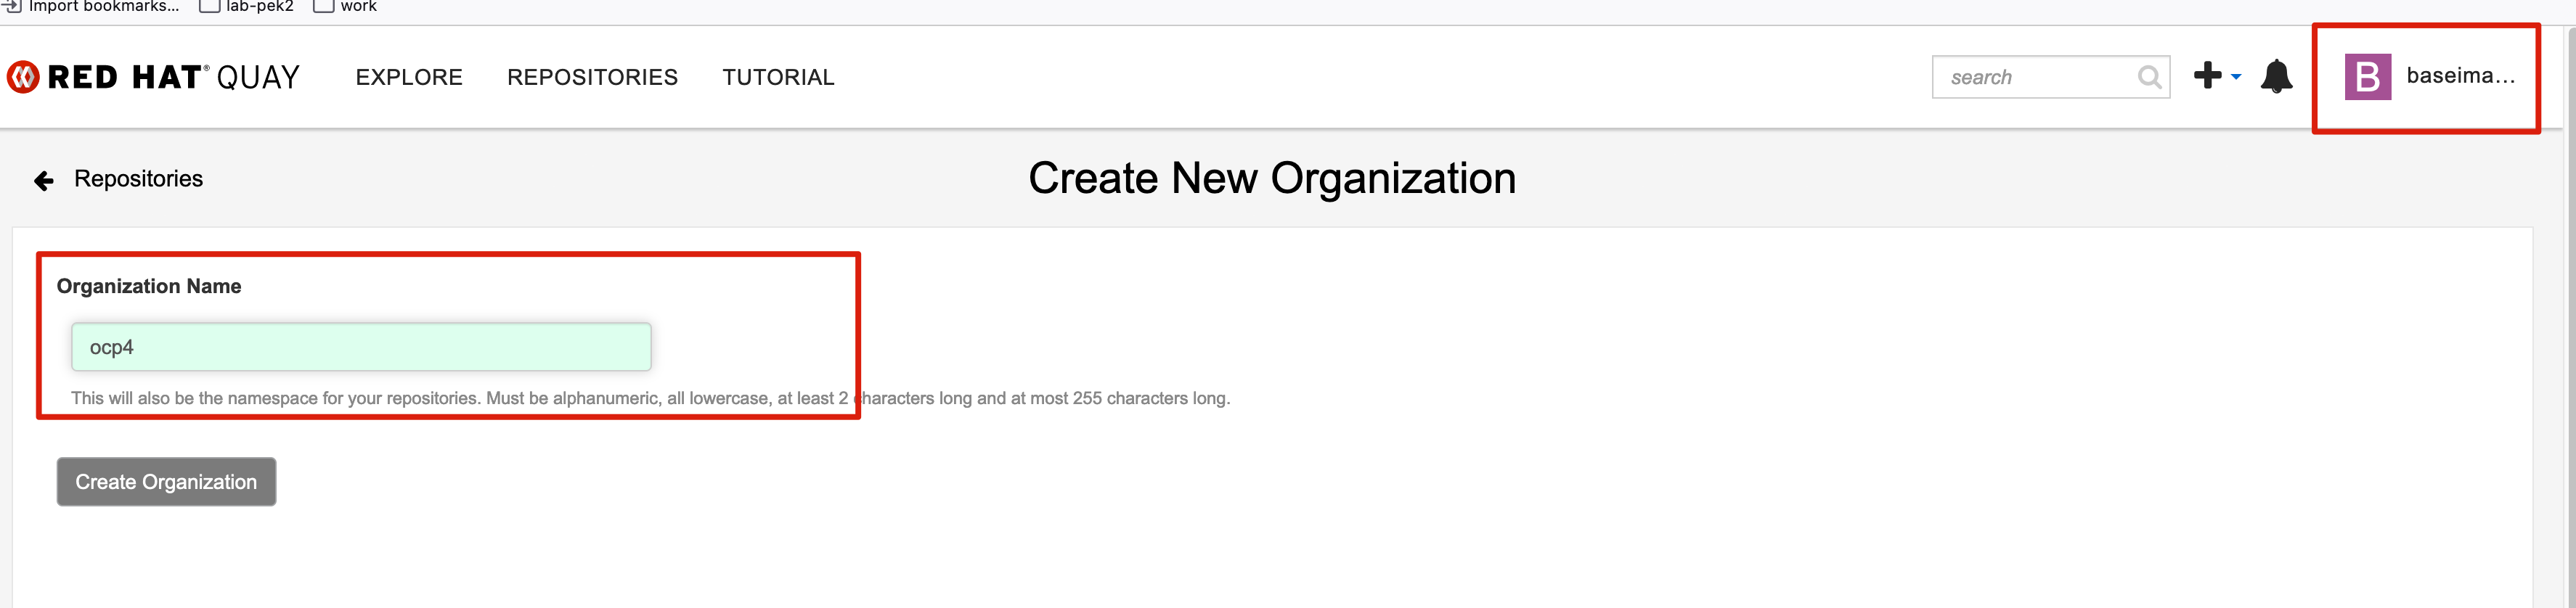 Import bookmarks... lab-pek2 work
RED HAT® QUAY EXPLORE REPOSITORIES TUTORIAL search B baseima...
Repositories Create New Organization
Organization Name
ocp4
This will also be the namespace for your repositories. Must be alphanumeric, all lowercase, at least 2 characters long and at most 255 characters long.
Create Organization